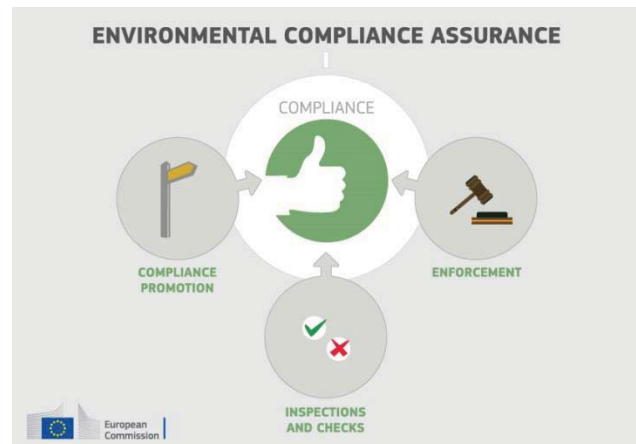 ENVIRONMENTAL COMPLIANCE ASSURANCE
COMPLIANCE
COMPLIANCE
PROMOTION
ENFORCEMENT
INSPECTIONS
AND CHECKS
European
Commission